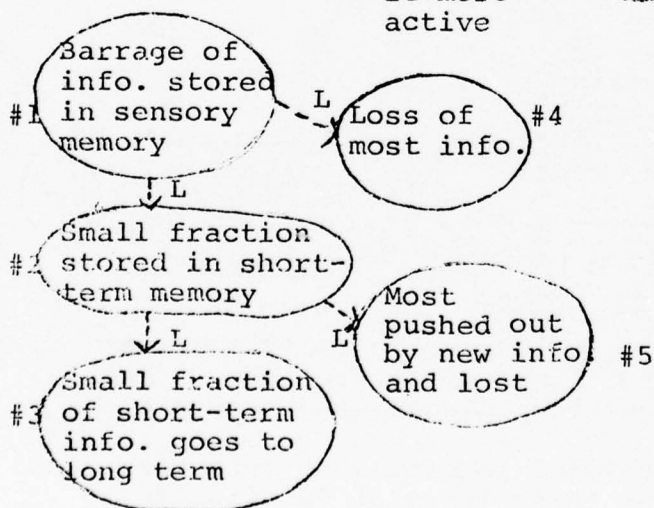 active
Barrage of
info. stored
#1 in sensory
memory
L
Loss of #4
most info.
L
Small fraction
#2 stored in short-
term memory
L
Most
pushed out
by new info #5
and lost
L
Small fraction
#3 of short-term
info. goes to
long term